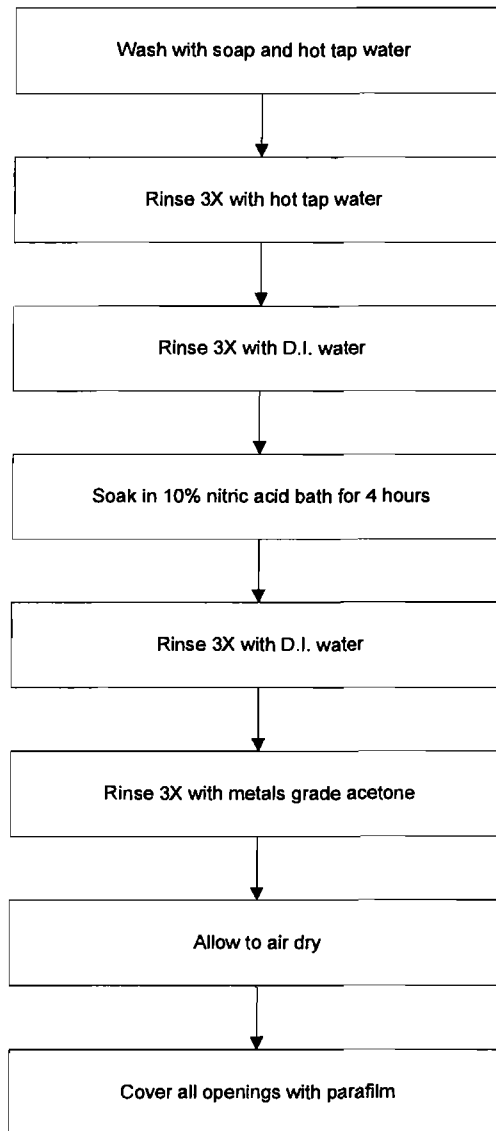 Wash with soap and hot tap water
Rinse 3X with hot tap water
Rinse 3X with D.I. water
Soak in 10% nitric acid bath for 4 hours
Rinse 3X with D.I. water
Rinse 3X with metals grade acetone
Allow to air dry
Cover all openings with parafilm